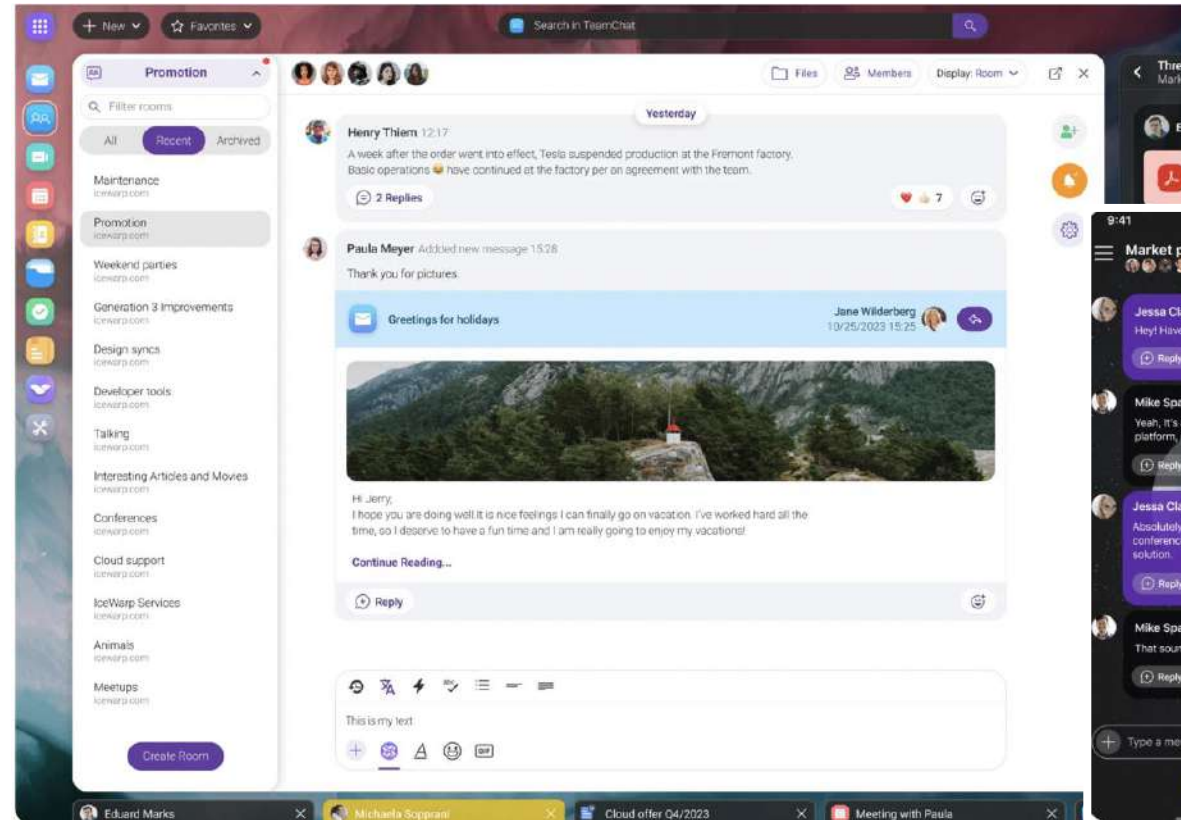 New
Favorites
Search in TeamChat
Promotion
Filter rooms
All
Recent
Archived
Maintenance
icewarp.com
Promotion
icewarp.com
Weekend parties
icewarp.com
Generation 3 Improvements
icewarp.com
Design syncs
icewarp.com
Developer tools
icewarp.com
Talking
icewarp.com
Interesting Articles and Movies
icewarp.com
Conferences
icewarp.com
Cloud support
icewarp.com
IceWarp Services
icewarp.com
Animals
icewarp.com
Meetups
icewarp.com
Create Room
Files
Members
Display: Room
Yesterday
Henry Thiem 12:17
A week after the order went into effect, Tesla suspended production at the Fremont factory.
Basic operations 😂 have continued at the factory per on agreement with the team.
2 Replies
7
Paula Meyer Addded new message 15:28
Thank you for pictures
Greetings for holidays
Jane Wilderberg
10/25/2023 15:25
Hi Jerry,
I hope you are doing well.It is nice feelings I can finally go on vacation. I've worked hard all the
time, so I deserve to have a fun time and I am really going to enjoy my vacations!
Continue Reading...
Reply
This is my text
GIF
Eduard Marks
Michaela Soprani
Cloud offer Q4/2023
Meeting with Paula
Thre
Mark
9:41
Market p
Jessa Cla
Hey! Have
Reply
Mike Spa
Yeah, it's
platform,
Reply
Jessa Cla
Absolutely
conference
solution.
Reply
Mike Spa
That soun
Reply
Type a me